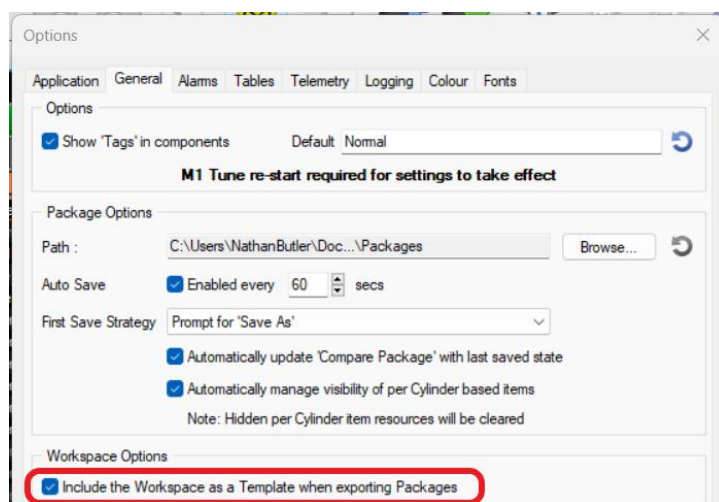 Options
Application General Alarms Tables Telemetry Logging Colour Fonts
Options
Show 'Tags' in components Default Normal
M1 Tune re-start required for settings to take effect
Package Options
Path : C:\Users\NathanButler\Doc...\Packages Browse...
Auto Save Enabled every 60 secs
First Save Strategy Prompt for 'Save As'
Automatically update 'Compare Package' with last saved state
Automatically manage visibility of per Cylinder based items
Note: Hidden per Cylinder item resources will be cleared
Workspace Options
Include the Workspace as a Template when exporting Packages